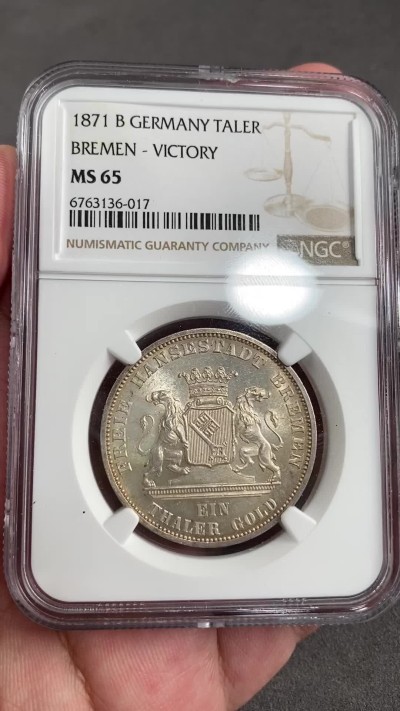 1871 B GERMANY TALER
BREMEN - VICTORY
MS 65
6763136-017
NUMISMATIC GUARANTY COMPANY
NGC
FREIE HANSESTADT BREMEN
EIN
THALER GOLD